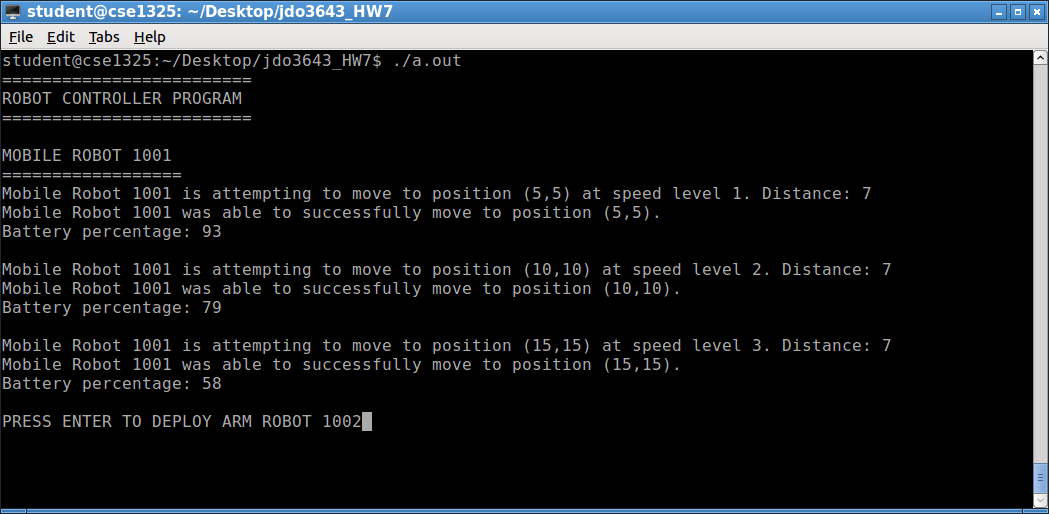 student@cse1325: ~/Desktop/jdo3643_HW7
File Edit Tabs Help
student@cse1325:~/Desktop/jdo3643_HW7$ ./a.out
=========================
ROBOT CONTROLLER PROGRAM
=========================
MOBILE ROBOT 1001
==================
Mobile Robot 1001 is attempting to move to position (5,5) at speed level 1. Distance: 7
Mobile Robot 1001 was able to successfully move to position (5,5).
Battery percentage: 93
Mobile Robot 1001 is attempting to move to position (10,10) at speed level 2. Distance: 7
Mobile Robot 1001 was able to successfully move to position (10,10).
Battery percentage: 79
Mobile Robot 1001 is attempting to move to position (15,15) at speed level 3. Distance: 7
Mobile Robot 1001 was able to successfully move to position (15,15).
Battery percentage: 58
PRESS ENTER TO DEPLOY ARM ROBOT 1002